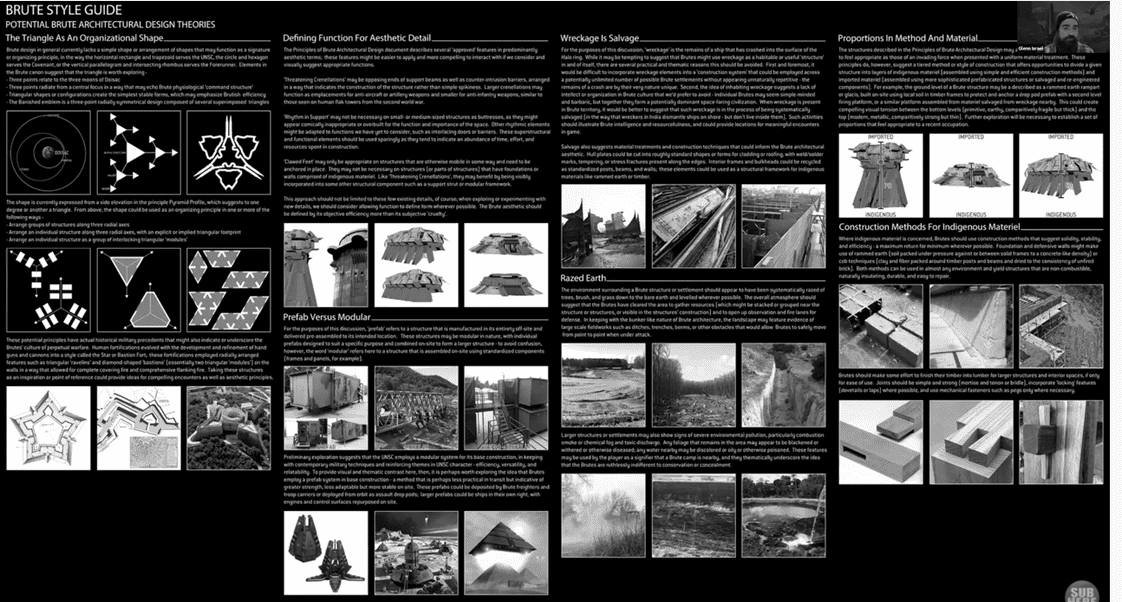 BRUTE STYLE GUIDE
POTENTIAL BRUTE ARCHITECTURAL DESIGN THEORIES
The Triangle As An Organizational Shape
Brute design in general currently lacks a simple shape or arrangement of shapes that may function as a signature
or organizing principle, in the way the horizontal rectangle and trapezoid serves the UNSC, the circle and hexagon
serves the Covenant, or the vertical parallelogram and intersecting rhombus serves the Forerunner. Elements in
the Brute canon suggest that the triangle is worth exploring -
- Three points relate to the three moons of Doisac
- Three points radiate from a central focus in a way that may echo Brute physiological 'command structure'
- Triangular shapes or configurations create the simplest stable forms, which may emphasize Brutish efficiency
- The Banished emblem is a three-point radially symmetrical design composed of several superimposed triangles
The shape is currently expressed from a side elevation in the principle Pyramid Profile, which suggests to one
degree or another a triangle. From above, the shape could be used as an organizing principle in one or more of the
following ways -
- Arrange groups of structures along three radial axes
- Arrange an individual structure along three radial axes, with an explicit or implied triangular footprint
- Arrange an individual structure as a group of interlocking triangular 'modules'
These potential theories have actual historical military precedents that might also indicate or underscore the
Brutes' culture of perpetual warfare. Human fortifications evolved with the development and refinement of hand
guns and cannons into a style called the Star or Bastion Fort, these fortifications employed radially arranged
features such as triangular 'ravelins' and diamond-shaped 'bastions' [essentially two triangular 'modules'] on the
walls in a way that allowed for complete covering fire and comprehensive flanking fire. Taking these structures
as an inspiration or point of reference could provide ideas for compelling encounters as well as aesthetic principles.
Defining Function For Aesthetic Detail
The Principles of Brute Architectural Design document describes several 'approved' features in predominantly
aesthetic terms, these features might be easier to apply and more compelling to interact with if we consider and
visually suggest appropriate functions.
'Threatening Crenellations' may be opposing ends of support beams as well as counter-intrusion barriers, arranged
in a way that indicates the construction of the structure rather than simple spikiness. Larger crenellations may
function as emplacements for anti-aircraft or artillery weapons and smaller for anti-infantry weapons, similar to
those seen on human flak towers from the second world war.
'Rhythm in Support' may not be necessary on small- or medium-sized structures or buttresses, as they might
appear comically inappropriate or overbuilt for the function and importance of the space. Other rhythmic elements
might be adapted to functions we have yet to consider, such as interlacing doors or benches. These superstructural
and functional elements should be used sparingly as they tend to indicate an abundance of time, effort, and
resources spent in construction.
'Clawed Feet' may only be appropriate on structures that are otherwise mobile in some way and need to be
anchored in place. They may not be necessary on structures [or parts of structures] that have foundations or
walls comprised of indigenous material. Like 'Threatening Crenellations', they may benefit by being visibly
incorporated into some other structural component such as a support strut or modular framework.
This approach should not be limited to these few existing details, of course, when exploring or experimenting with
new details, we should consider allowing function to define form wherever possible. The Brute aesthetic should
be defined by its objective efficiency more than its subjective 'cruelty'.
Prefab Versus Modular
For the purposes of this discussion, 'prefab' refers to a structure that is manufactured in its entirety off-site and
delivered pre-assembled to its intended location. These structures may be modular in nature, with individual
prefabs designed to suit a specific purpose and combined on-site to form a larger structure - to avoid confusion,
however, the word 'modular' refers here to a structure that is assembled on-site using standardized components
[frames and panels, for example].
Preliminary exploration suggests that the UNSC employs a modular system for its base construction, in keeping
with contemporary military techniques and reinforcing themes in UNSC character - efficiency, versatility, and
relatability. To provide visual and thematic contrast here, then, it is perhaps worth exploring the idea that Brutes
employ a prefab system in base construction - a method that is perhaps less practical in transit but indicative of
greater strength, less adaptable but more stable on site. These prefabs could be deposited by Brute freighters and
troop carriers or deployed from orbit as assault drop pods; larger prefabs could be ships in their own right, with
engines and control surfaces repurposed on site.
Wreckage Is Salvage
For the purposes of this discussion, 'wreckage' is the remains of a ship that has crashed into the surface of the
Halo ring. While it may be tempting to suggest that Brutes might use wreckage as a habitable or useful 'structure'
in and of itself, there are several practical and thematic reasons this should be avoided. First and foremost, it
would be difficult to incorporate wreckage elements into a 'construction system' that could be employed across
a potentially unlimited number of possible Brute settlements without appearing unnaturally repetitive - the
remains of a crash are by their very nature unique. Second, the idea of inhabiting wreckage suggests a lack of
intellect or organization in Brute culture that we'd prefer to avoid - individual Brutes may seem simple-minded
and barbaric, but together they form a potentially dominant space-faring civilization. When wreckage is present
in Brute territory, it would be better to suggest that such wreckage is in the process of being systematically
salvaged [in the way that wreckers in India dismantle ships on shore - but don't live inside them]. Such activities
should illustrate Brute intelligence and resourcefulness, and could provide locations for meaningful encounters
in game.
Salvage also suggests material treatments and construction techniques that could inform the Brute architectural
aesthetic. Hull plates could be cut into roughly standard shapes or forms for cladding or roofing, with weld/solder
marks, tempering, or stress fractures present along the edges. Interior frames and bulkheads could be recycled
as standardized posts, beams, and walls; these elements could be used as a structural framework for indigenous
materials like rammed earth or timber.
Razed Earth
The environment surrounding a Brute structure or settlement should appear to have been systematically razed of
trees, brush, and grass down to the bare earth and levelled wherever possible. The overall atmosphere should
suggest that the Brutes have cleared the area to gather resources [which might be stacked or grouped near the
structure or structures, or visible in the structures' construction] and to open up observation and fire lanes for
defense. In keeping with the bunker-like nature of Brute architecture, the landscape may feature evidence of
large scale fieldworks such as ditches, trenches, berms, or other obstacles that would allow Brutes to safely move
from point to point when under attack.
Larger structures or settlements may also show signs of severe environmental pollution, particularly combustion
smoke or chemical fog and toxic discharge. Any foliage that remains in the area may appear to be blackened or
withered or otherwise diseased; any water nearby may be discolored or oily or otherwise poisoned. These features
may be used by the player as a signifier that a Brute camp is nearby, and they thematically underscore the idea
that the Brutes are ruthlessly indifferent to conservation or concealment.
Proportions In Method And Material
The structures described in the Principles of Brute Architectural Design may
to feel appropriate as those of an invading force when presented with a uniform material treatment. These
principles do, however, suggest a tiered method or style of construction that offers opportunities to divide a given
structure into layers of indigenous material [assembled using simple and efficient construction methods] and
imported material [assembled using more sophisticated prefabricated structures or salvaged and re-engineered
components]. For example, the ground level of a Brute structure may be described as a rammed earth rampart
or glacis, built on-site using local soil in timber frames to protect and anchor a drop pod prefab with a second level
firing platform, or a similar platform assembled from material salvaged from wreckage nearby. This could create
compelling visual tension between the bottom levels [primitive, earthy, comparatively fragile but thick] and the
top [modern, metallic, comparatively strong but thin]. Further exploration will be necessary to establish a set of
proportions that feel appropriate to a recent occupation.
IMPORTED IMPORTED IMPORTED
INDIGENOUS INDIGENOUS INDIGENOUS
Construction Methods For Indigenous Materiel
Where indigenous material is concerned, Brutes should use construction methods that suggest solidity, stability,
and efficiency - a maximum return for minimum wherever possible. Foundation and defensive walls might make
use of rammed earth [soil packed under pressure against or between solid frames to a concrete-like density] or
cob techniques [clay and fiber packed around timber posts and beams and dried to the consistency of unfired
brick]. Both methods can be used in almost any environment and yield structures that are non-combustible,
naturally insulating, durable, and easy to repair.
Brutes should make some effort to finish their timber into lumber for larger structures and interior spaces, if only
for ease of use. Joints should be simple and strong [mortise and tenon or bridle], incorporate 'locking' features
[dovetails or laps] where possible, and use mechanical fasteners such as pegs only where necessary.
Glenn Israel
SUB
HERE